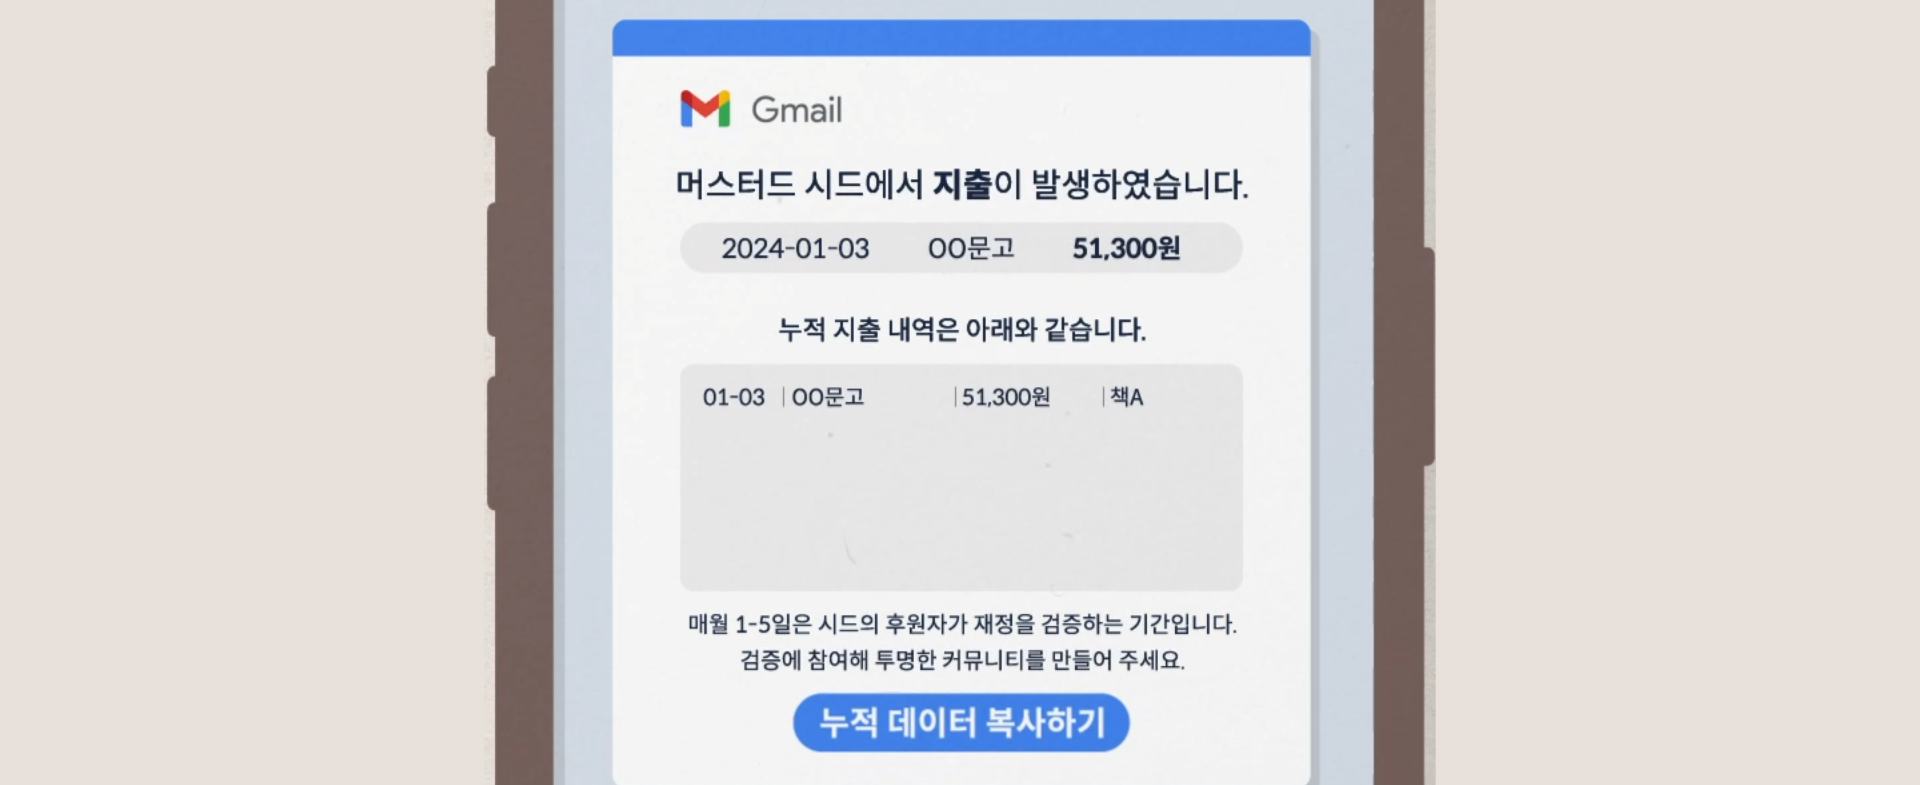 Gmail
머스터드 시드에서 지출이 발생하였습니다.
2024-01-03 OO문고 51,300원
누적 지출 내역은 아래와 같습니다.
01-03 | OO문고 | 51,300원 | 책A
매월 1-5일은 시드의 후원자가 재정을 검증하는 기간입니다.
검증에 참여해 투명한 커뮤니티를 만들어 주세요.
누적 데이터 복사하기